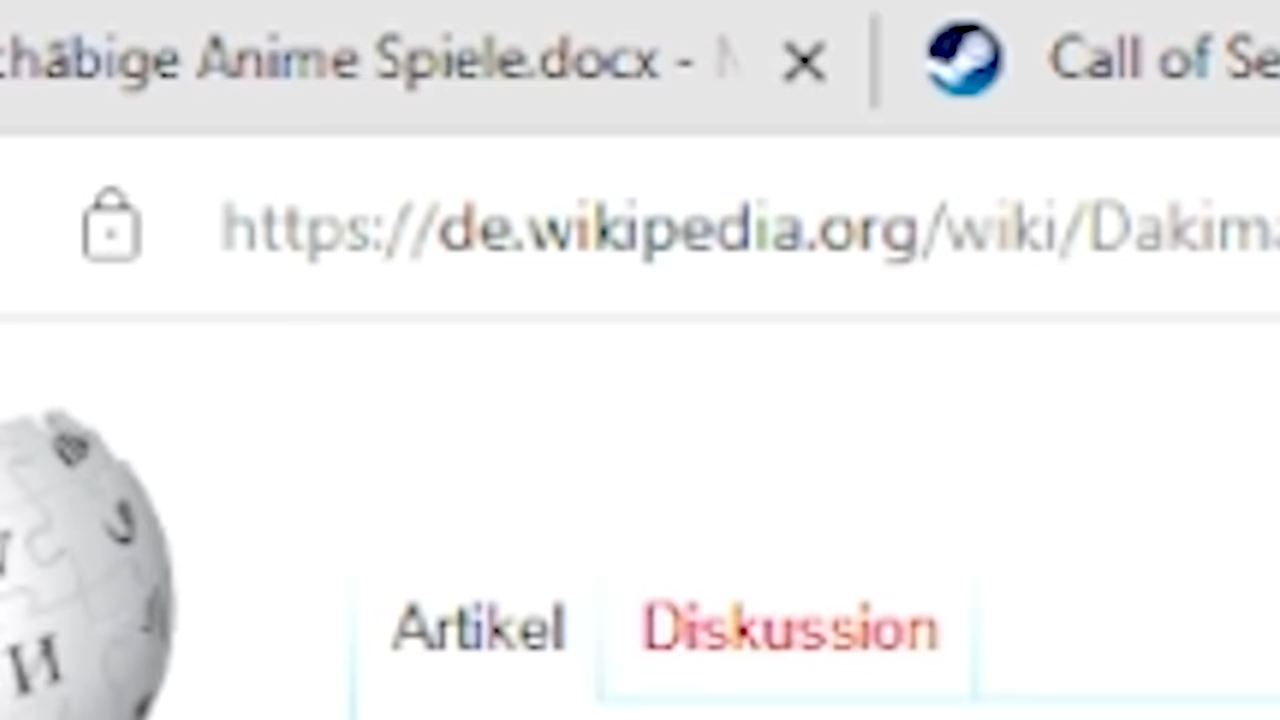 chäbige Anime Spiele.docx - Call of Se
https://de.wikipedia.org/wiki/Dakima
Artikel Diskussion
И